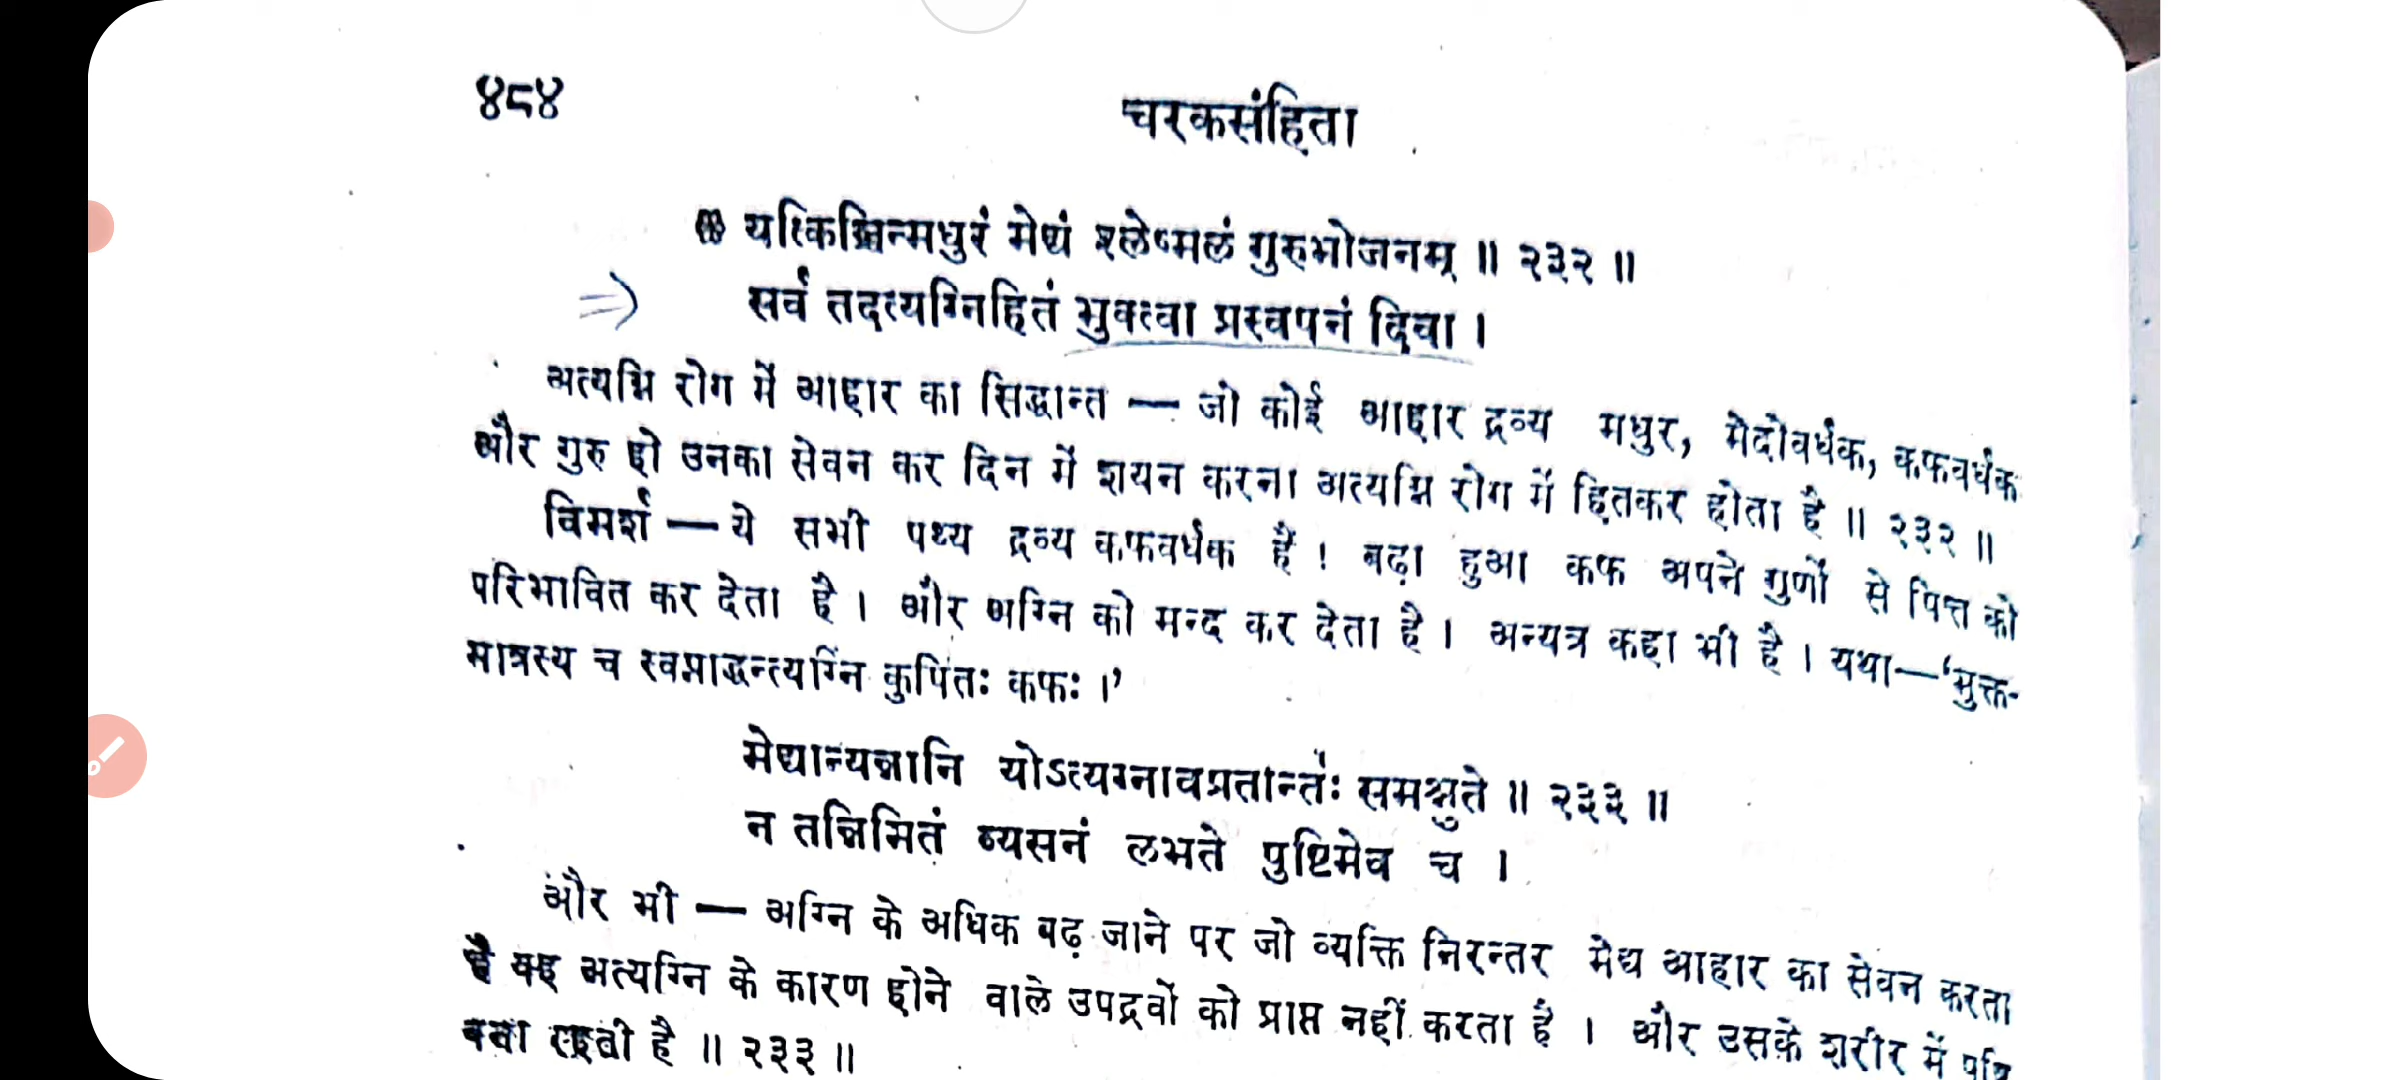 ४८४
चरकसंहिता
यत्किञ्चिन्मधुरं मेद्यं श्लेष्मलं गुरुभोजनम् ॥ २३२ ॥
सर्वं तदत्यग्निहितं भुक्त्वा प्रस्वपनं दिवा ।
अत्यग्नि रोग में आहार का सिद्धान्त — जो कोई आहार द्रव्य मधुर, मेदोवर्धक, कफवर्धक
और गुरु हो उनका सेवन कर दिन में शयन करना अत्यग्नि रोग में हितकर होता है ॥ २३२ ॥
विमर्श — ये सभी पथ्य द्रव्य कफवर्धक हैं ! बढ़ा हुआ कफ अपने गुणों से पित्त को
परिभावित कर देता है । और अग्नि को मन्द कर देता है । अन्यत्र कहा भी है । यथा—‘भुक्त-
मात्रस्य च स्वप्नाद्धन्त्यग्निं कुपितः कफः ।’
मेद्यान्यन्नानि योऽत्यग्नावप्रतान्तः समश्नुते ॥ २३३ ॥
न तन्निमितं व्यसनं लभते पुष्टिमेव च ।
और भी — अग्नि के अधिक बढ़ जाने पर जो व्यक्ति निरन्तर मेद्य आहार का सेवन करता
है वह अत्यग्नि के कारण होने वाले उपद्रवों को प्राप्त नहीं करता है । और उसके शरीर में
रहती है ॥ २३३ ॥